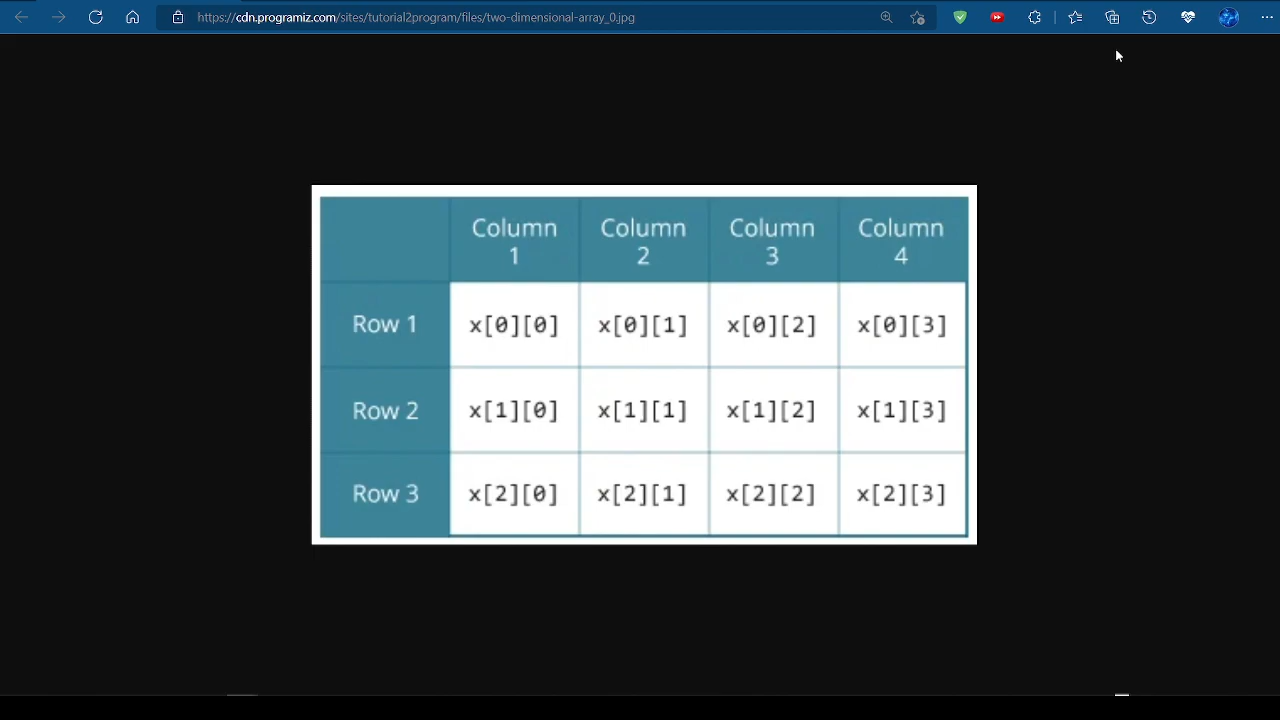 https://cdn.programiz.com/sites/tutorial2program/files/two-dimensional-array_0.jpg
Column 1 Column 2 Column 3 Column 4
Row 1 x[0][0] x[0][1] x[0][2] x[0][3]
Row 2 x[1][0] x[1][1] x[1][2] x[1][3]
Row 3 x[2][0] x[2][1] x[2][2] x[2][3]